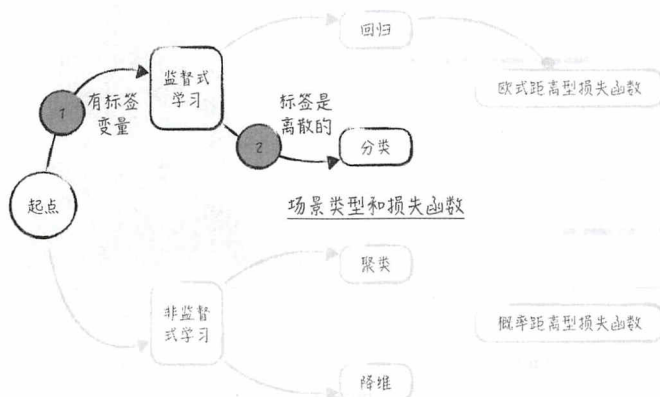 回归
监督式
学习
1
有标签
变量
标签是
离散的
欧式距离型损失函数
2
分类
起点
场景类型和损失函数
聚类
非监督
式学习
概率距离型损失函数
降维